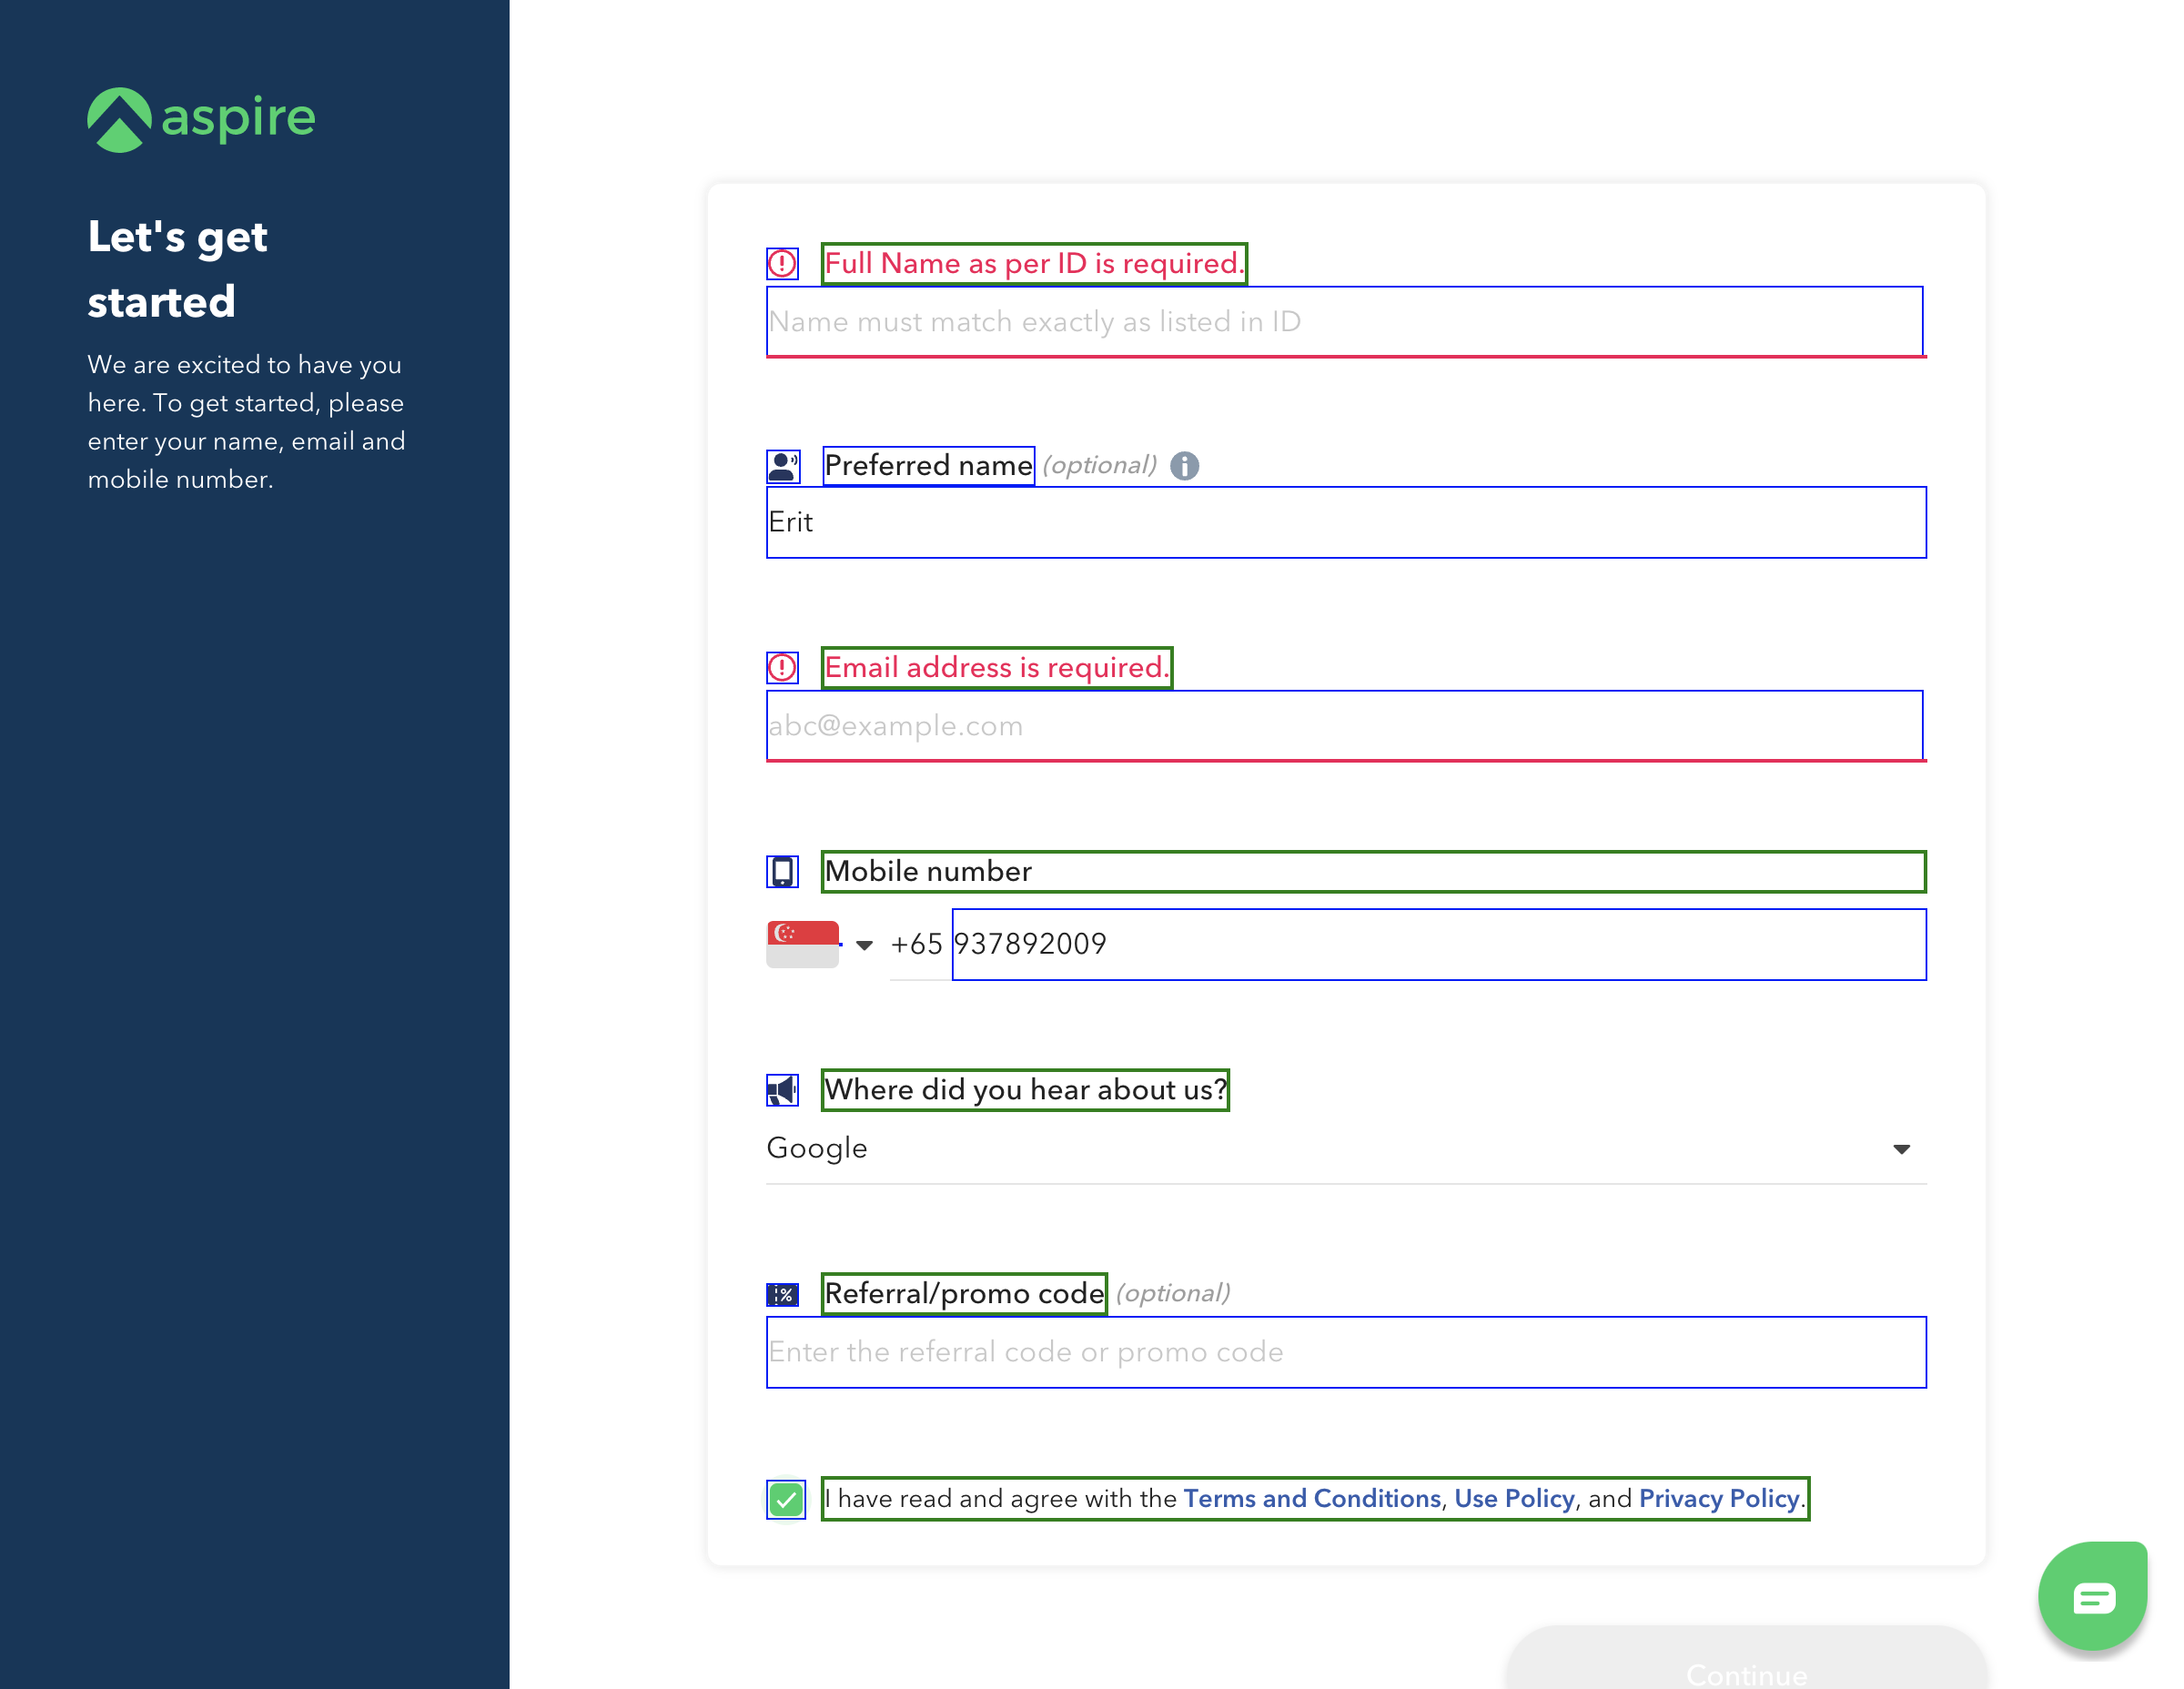 aspire
Let's get
started
We are excited to have you
here. To get started, please
enter your name, email and
mobile number.
Full Name as per ID is required.
Name must match exactly as listed in ID
Preferred name (optional)
Erit
Email address is required.
abc@example.com
Mobile number
+65 937892009
Where did you hear about us?
Google
Referral/promo code (optional)
Enter the referral code or promo code
I have read and agree with the Terms and Conditions, Use Policy, and Privacy Policy.
Continue